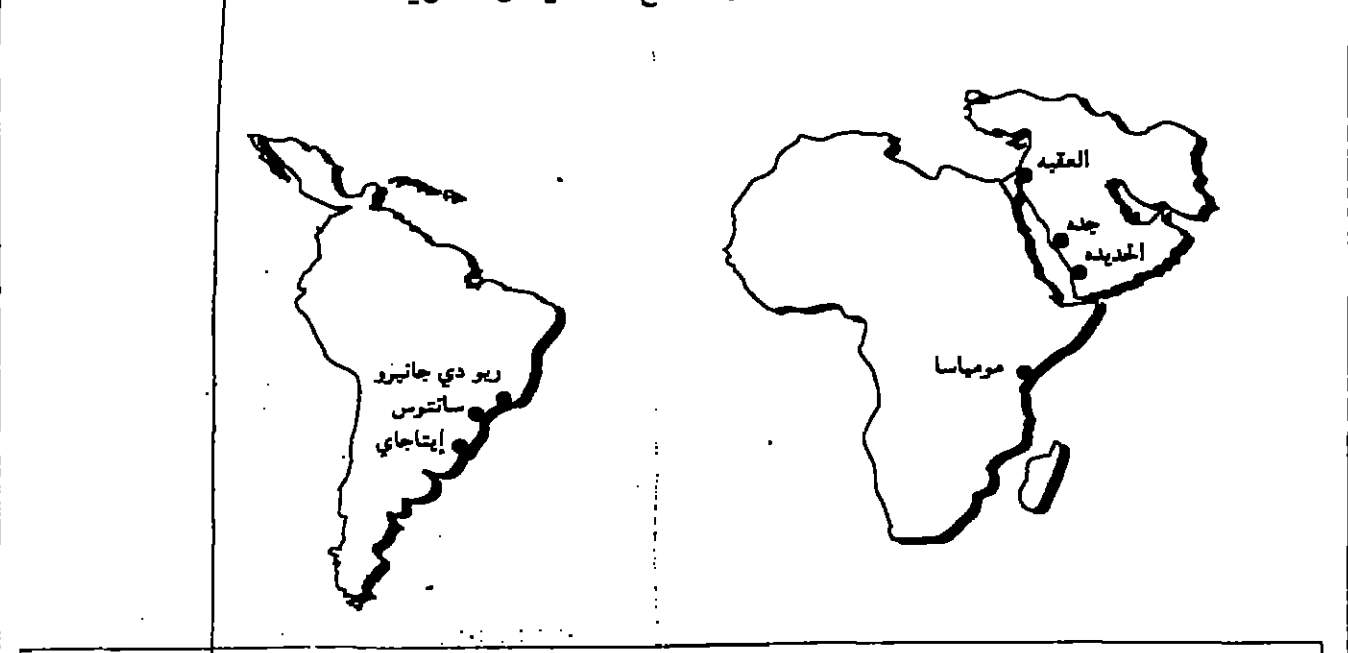 العقبه
جده
الحديده
مومباسا
ريو دي جانيرو
سانتوس
إيتاجاي